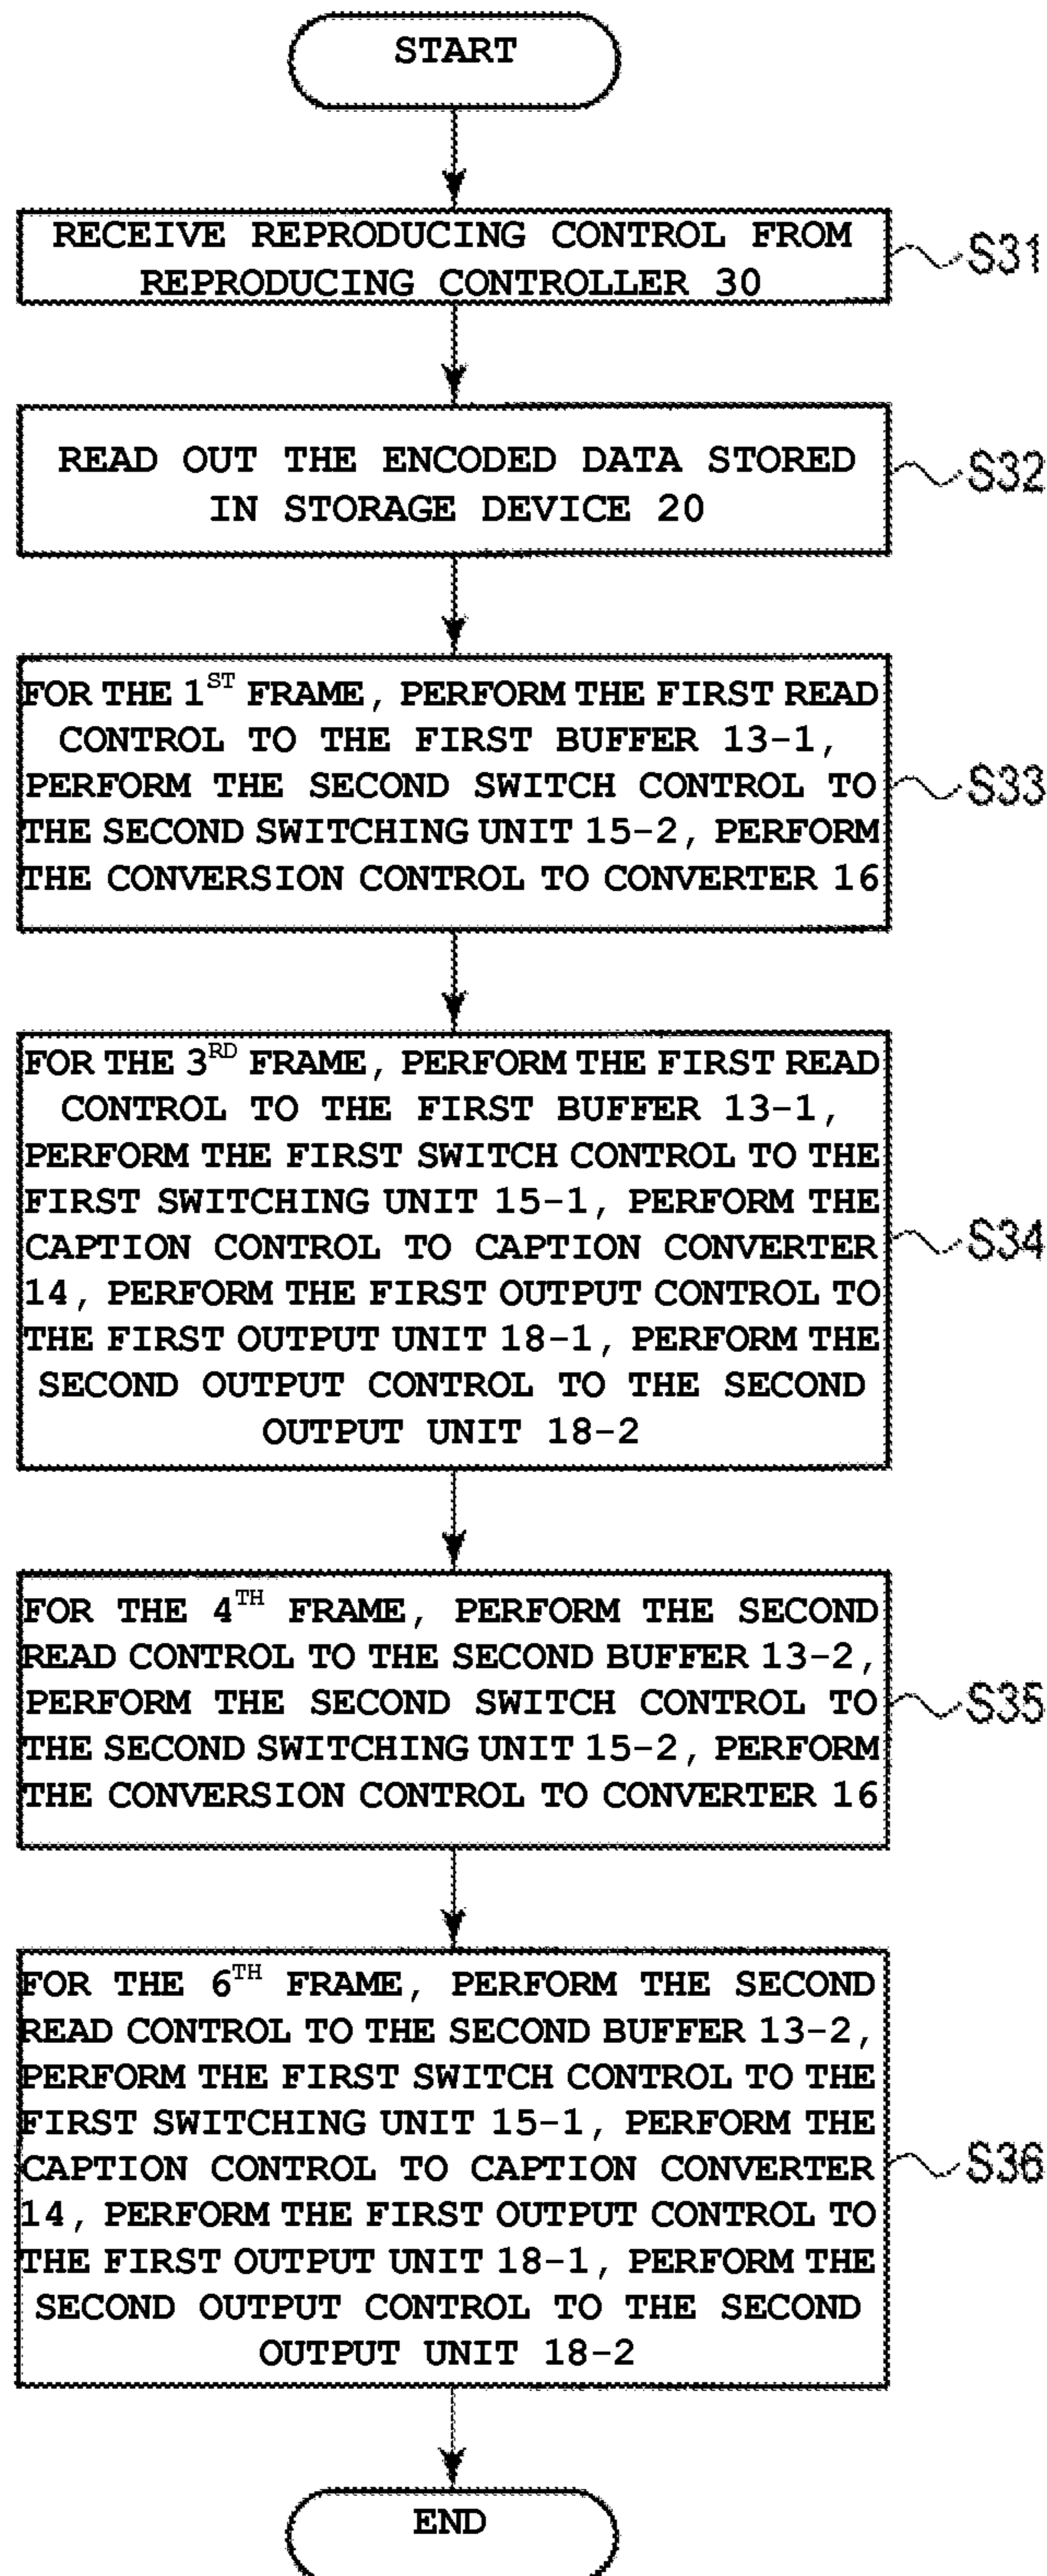 START
RECEIVE REPRODUCING CONTROL FROM
REPRODUCING CONTROLLER 30
S31
READ OUT THE ENCODED DATA STORED
IN STORAGE DEVICE 20
S32
FOR THE 1ST FRAME, PERFORM THE FIRST READ
CONTROL TO THE FIRST BUFFER 13-1,
PERFORM THE SECOND SWITCH CONTROL TO
THE SECOND SWITCHING UNIT 15-2, PERFORM
THE CONVERSION CONTROL TO CONVERTER 16
S33
FOR THE 3RD FRAME, PERFORM THE FIRST READ
CONTROL TO THE FIRST BUFFER 13-1,
PERFORM THE FIRST SWITCH CONTROL TO THE
FIRST SWITCHING UNIT 15-1, PERFORM THE
CAPTION CONTROL TO CAPTION CONVERTER
14, PERFORM THE FIRST OUTPUT CONTROL TO
THE FIRST OUTPUT UNIT 18-1, PERFORM THE
SECOND OUTPUT CONTROL TO THE SECOND
OUTPUT UNIT 18-2
S34
FOR THE 4TH FRAME, PERFORM THE SECOND
READ CONTROL TO THE SECOND BUFFER 13-2,
PERFORM THE SECOND SWITCH CONTROL TO
THE SECOND SWITCHING UNIT 15-2, PERFORM
THE CONVERSION CONTROL TO CONVERTER 16
S35
FOR THE 6TH FRAME, PERFORM THE SECOND
READ CONTROL TO THE SECOND BUFFER 13-2,
PERFORM THE FIRST SWITCH CONTROL TO THE
FIRST SWITCHING UNIT 15-1, PERFORM THE
CAPTION CONTROL TO CAPTION CONVERTER
14, PERFORM THE FIRST OUTPUT CONTROL TO
THE FIRST OUTPUT UNIT 18-1, PERFORM THE
SECOND OUTPUT CONTROL TO THE SECOND
OUTPUT UNIT 18-2
S36
END